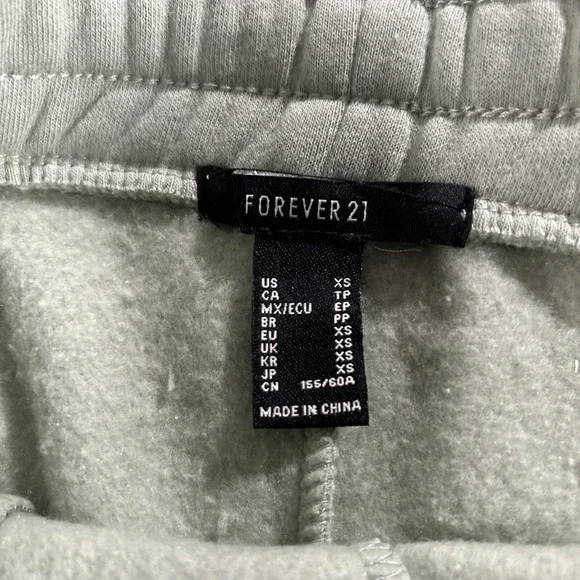 FOREVER 21
US XS
CA TP
MX/ECU EP
BR PP
EU XS
UK XS
KR XS
JP XS
CN 155/60A
MADE IN CHINA